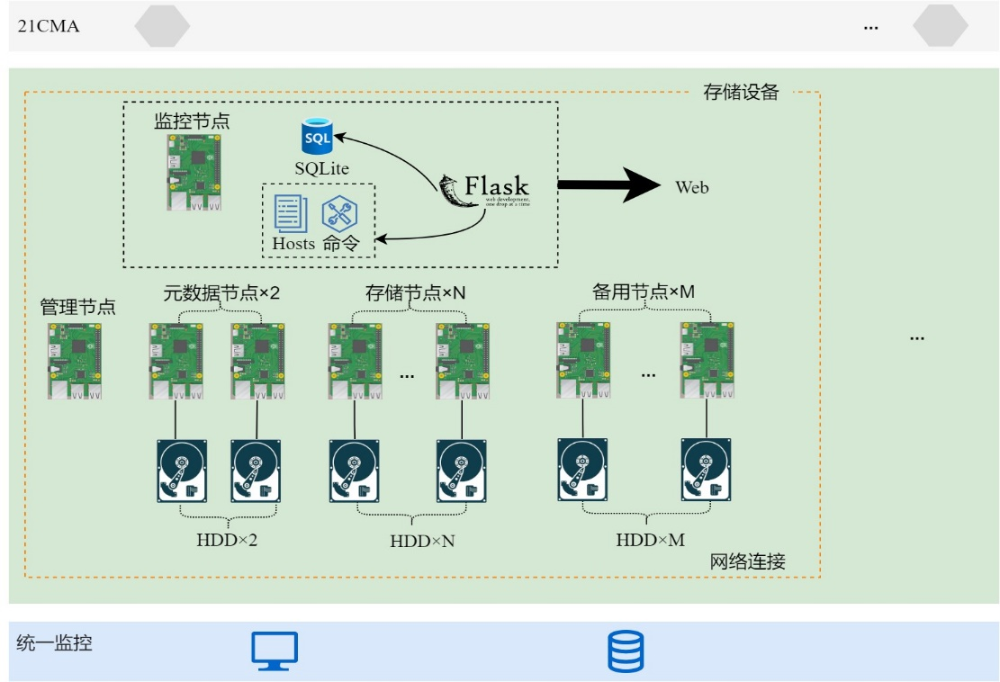 21CMA
...
存储设备
监控节点
SQL
SQLite
Flask
web development,
one drop at a time
Web
Hosts 命令
管理节点
元数据节点×2
存储节点×N
备用节点×M
...
...
...
HDD×2
HDD×N
HDD×M
网络连接
统一监控